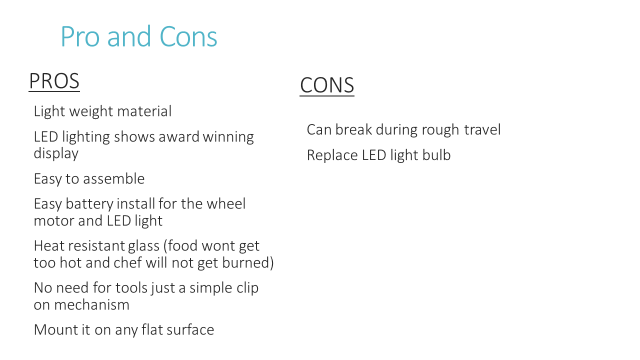 Pro and Cons
PROS
Light weight material
LED lighting shows award winning
display
Easy to assemble
Easy battery install for the wheel
motor and LED light
Heat resistant glass (food wont get
too hot and chef will not get burned)
No need for tools just a simple clip
on mechanism
Mount it on any flat surface
CONS
Can break during rough travel
Replace LED light bulb